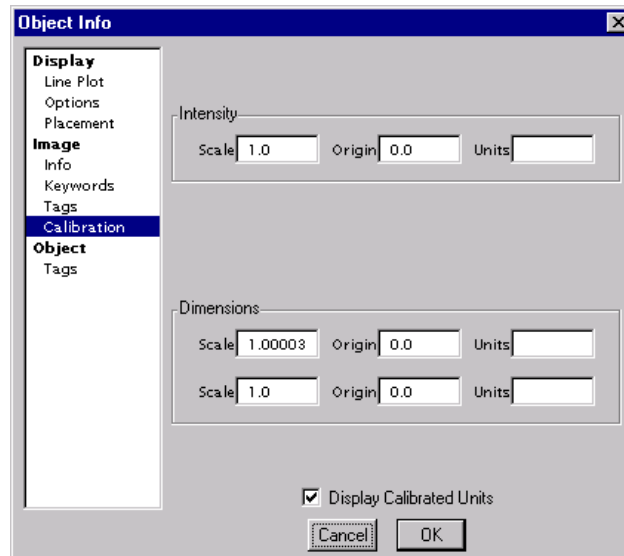 Object Info
Display
Line Plot
Options
Placement
Image
Info
Keywords
Tags
Calibration
Object
Tags
Intensity
Scale 1.0 Origin 0.0 Units
Dimensions
Scale 1.00003 Origin 0.0 Units
Scale 1.0 Origin 0.0 Units
Display Calibrated Units
Cancel OK